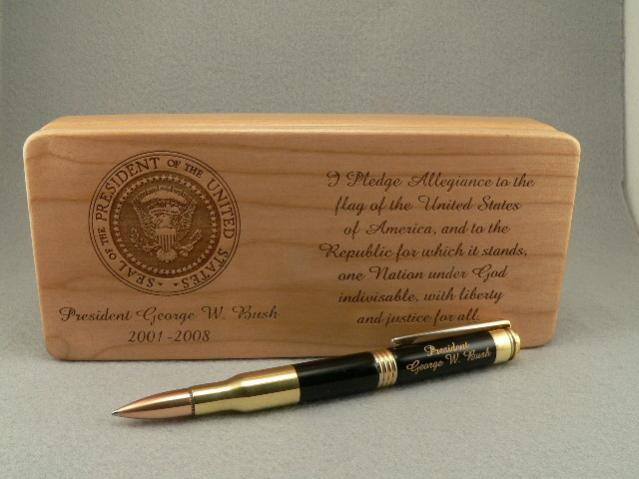 SEAL OF THE PRESIDENT OF THE UNITED STATES
President George W. Bush
2001-2008
I Pledge Allegiance to the
flag of the United States
of America, and to the
Republic for which it stands,
one Nation under God
indivisable, with liberty
and justice for all.
President
George W. Bush